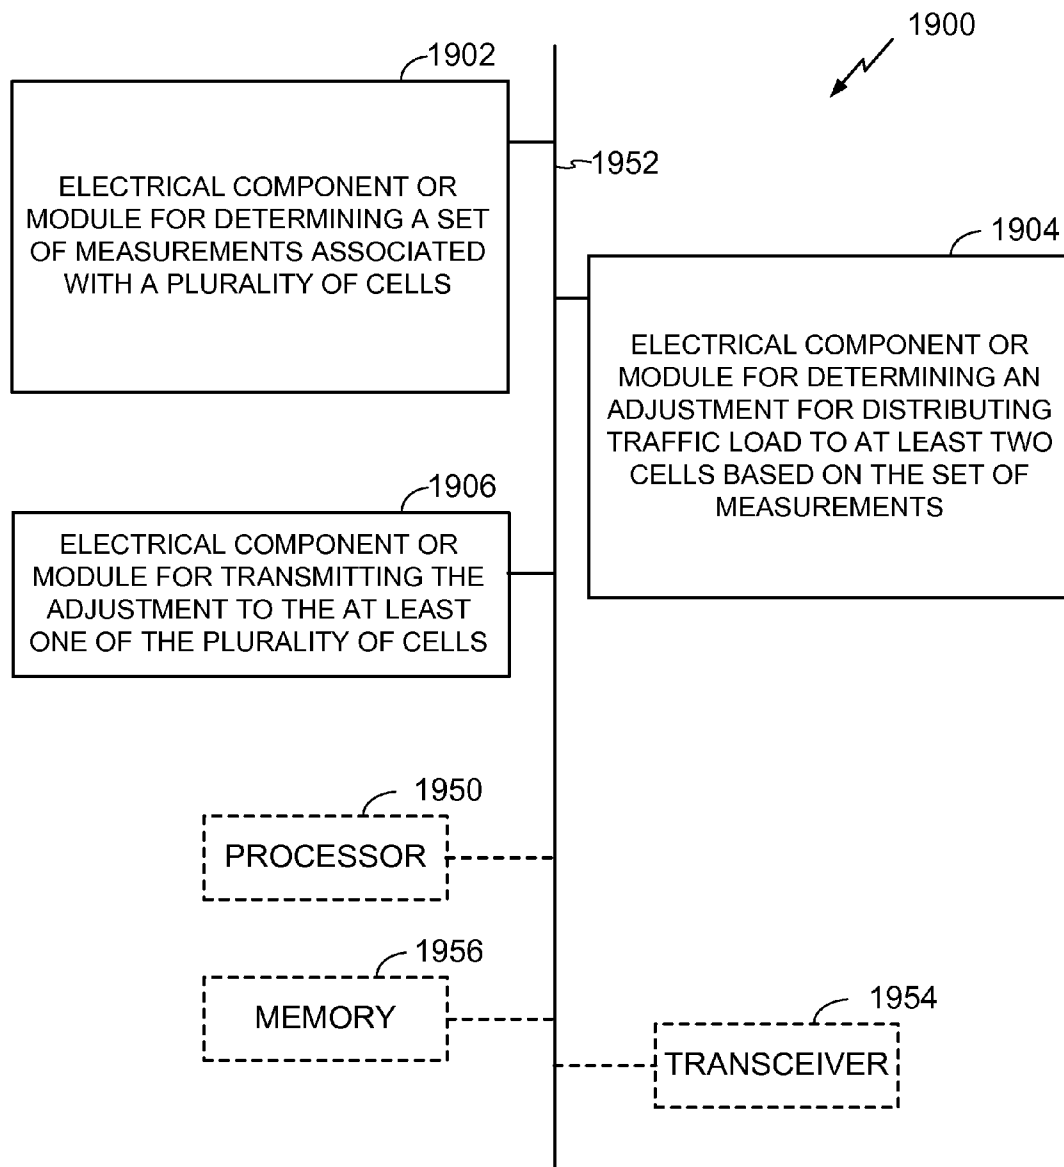 1900
1902
ELECTRICAL COMPONENT OR
MODULE FOR DETERMINING A SET
OF MEASUREMENTS ASSOCIATED
WITH A PLURALITY OF CELLS
1952
1904
ELECTRICAL COMPONENT OR
MODULE FOR DETERMINING AN
ADJUSTMENT FOR DISTRIBUTING
TRAFFIC LOAD TO AT LEAST TWO
CELLS BASED ON THE SET OF
MEASUREMENTS
1906
ELECTRICAL COMPONENT OR
MODULE FOR TRANSMITTING THE
ADJUSTMENT TO THE AT LEAST
ONE OF THE PLURALITY OF CELLS
1950
PROCESSOR
1956
MEMORY
1954
TRANSCEIVER